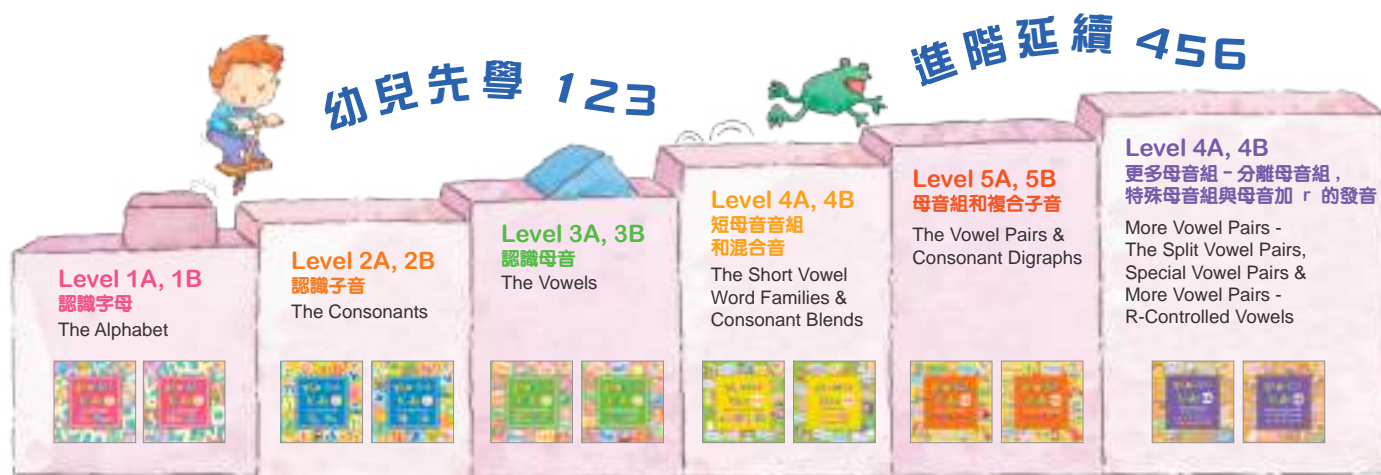 幼兒先學 123
進階延續 456
Level 1A, 1B
認識字母
The Alphabet
Level 2A, 2B
認識子音
The Consonants
Level 3A, 3B
認識母音
The Vowels
Level 4A, 4B
短母音音組
和混合音
The Short Vowel
Word Families &
Consonant Blends
Level 5A, 5B
母音組和複合子音
The Vowel Pairs &
Consonant Digraphs
Level 4A, 4B
更多母音組 - 分離母音組,
特殊母音組與母音加 r 的發音
More Vowel Pairs -
The Split Vowel Pairs,
Special Vowel Pairs &
More Vowel Pairs -
R-Controlled Vowels